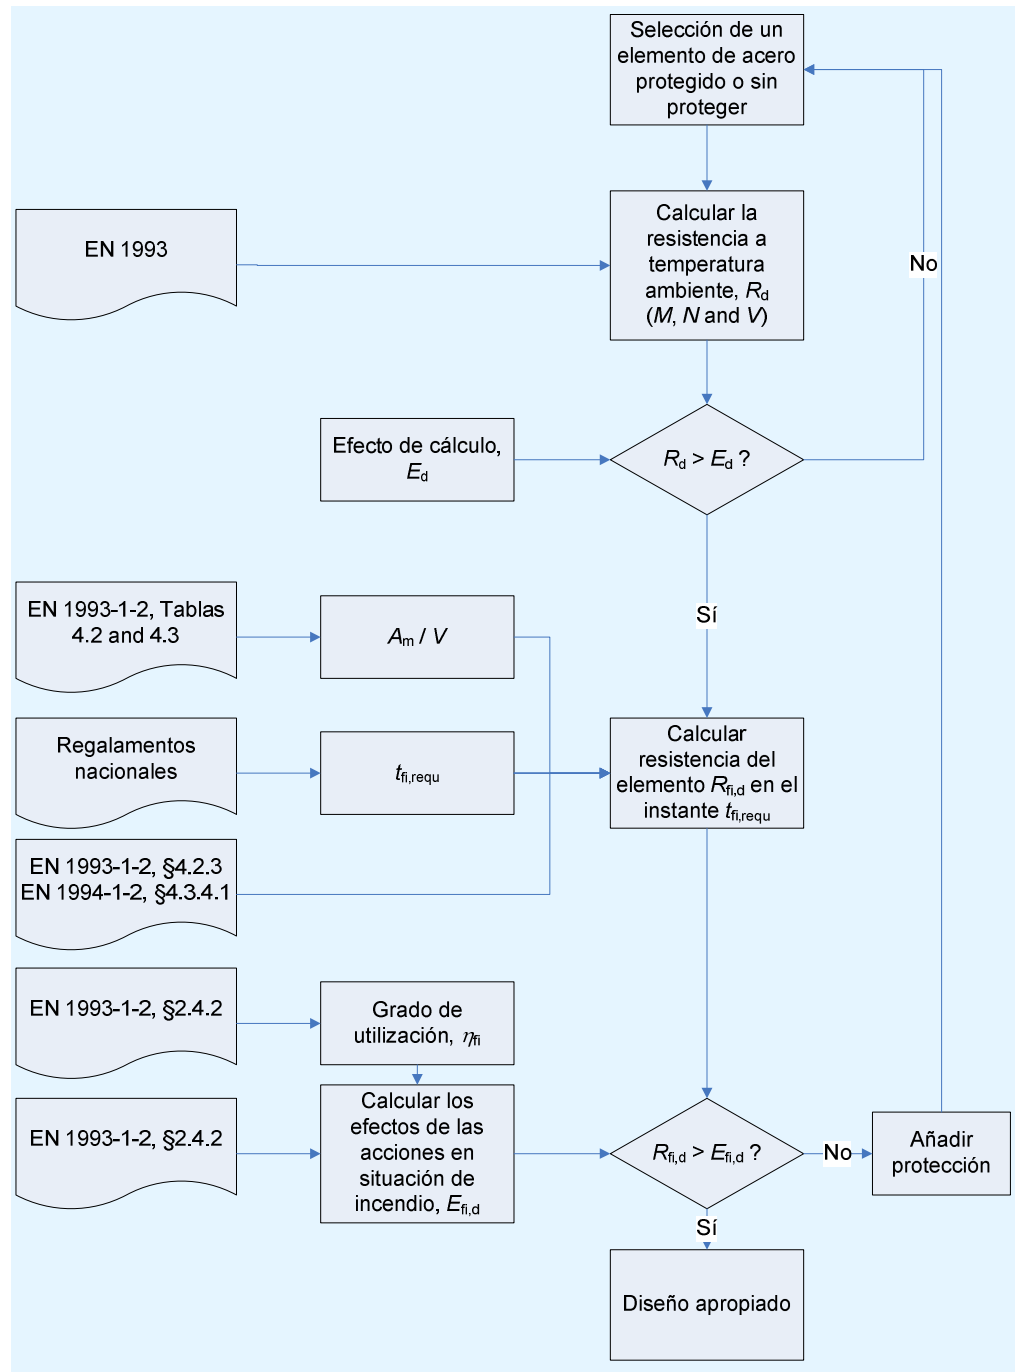 Selección de un
elemento de acero
protegido o sin
proteger
EN 1993
Calcular la
resistencia a
temperatura
ambiente, Rd
(M, N and V)
No
Efecto de cálculo,
Ed
Rd > Ed ?
Sí
EN 1993-1-2, Tablas
4.2 and 4.3
Am / V
Regalamentos
nacionales
tfi,requ
Calcular
resistencia del
elemento Rfi,d en el
instante tfi,requ
EN 1993-1-2, §4.2.3
EN 1994-1-2, §4.3.4.1
EN 1993-1-2, §2.4.2
Grado de
utilización, ηfi
EN 1993-1-2, §2.4.2
Calcular los
efectos de las
acciones en
situación de
incendio, Efi,d
Rfi,d > Efi,d ?
No
Añadir
protección
Sí
Diseño apropiado